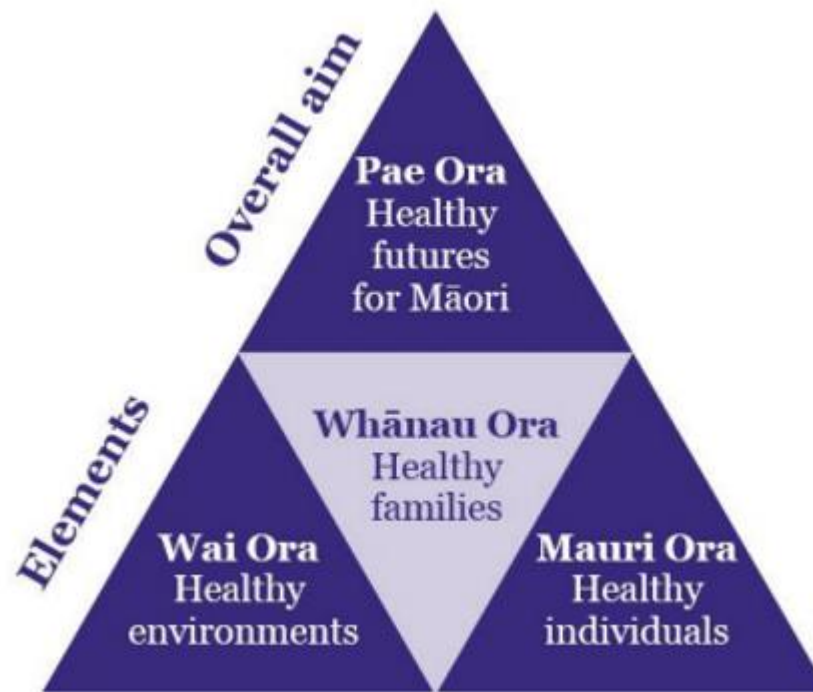 Overall aim
Pae Ora
Healthy
futures
for Māori
Elements
Whānau Ora
Healthy
families
Wai Ora
Healthy
environments
Mauri Ora
Healthy
individuals